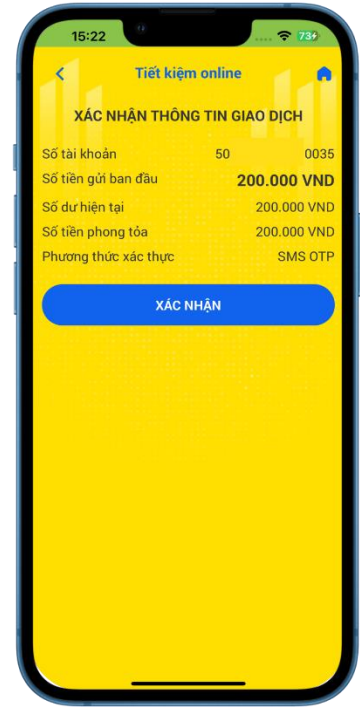 15:22 73
Tiết kiệm online
XÁC NHẬN THÔNG TIN GIAO DỊCH
Số tài khoản 50 0035
Số tiền gửi ban đầu 200.000 VND
Số dư hiện tại 200.000 VND
Số tiền phong tỏa 200.000 VND
Phương thức xác thực SMS OTP
XÁC NHẬN